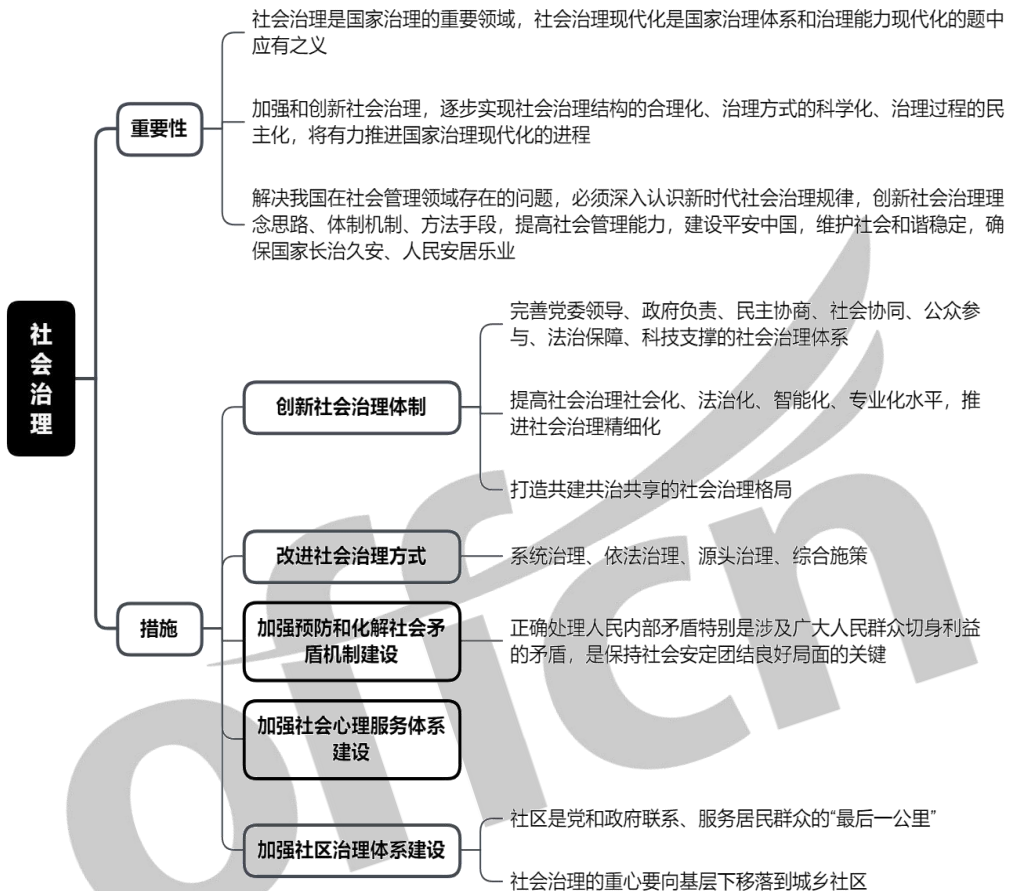 社会治理
重要性
社会治理是国家治理的重要领域，社会治理现代化是国家治理体系和治理能力现代化的题中
应有之义
加强和创新社会治理，逐步实现社会治理结构的合理化、治理方式的科学化、治理过程的民
主化，将有力推进国家治理现代化的进程
解决我国在社会管理领域存在的问题，必须深入认识新时代社会治理规律，创新社会治理理
念思路、体制机制、方法手段，提高社会管理能力，建设平安中国，维护社会和谐稳定，确
保国家长治久安、人民安居乐业
措施
创新社会治理体制
完善党委领导、政府负责、民主协商、社会协同、公众参
与、法治保障、科技支撑的社会治理体系
提高社会治理社会化、法治化、智能化、专业化水平，推
进社会治理精细化
打造共建共治共享的社会治理格局
改进社会治理方式
系统治理、依法治理、源头治理、综合施策
加强预防和化解社会矛
盾机制建设
正确处理人民内部矛盾特别是涉及广大人民群众切身利益
的矛盾，是保持社会安定团结良好局面的关键
加强社会心理服务体系
建设
加强社区治理体系建设
社区是党和政府联系、服务居民群众的“最后一公里”
社会治理的重心要向基层下移落到城乡社区
offcn